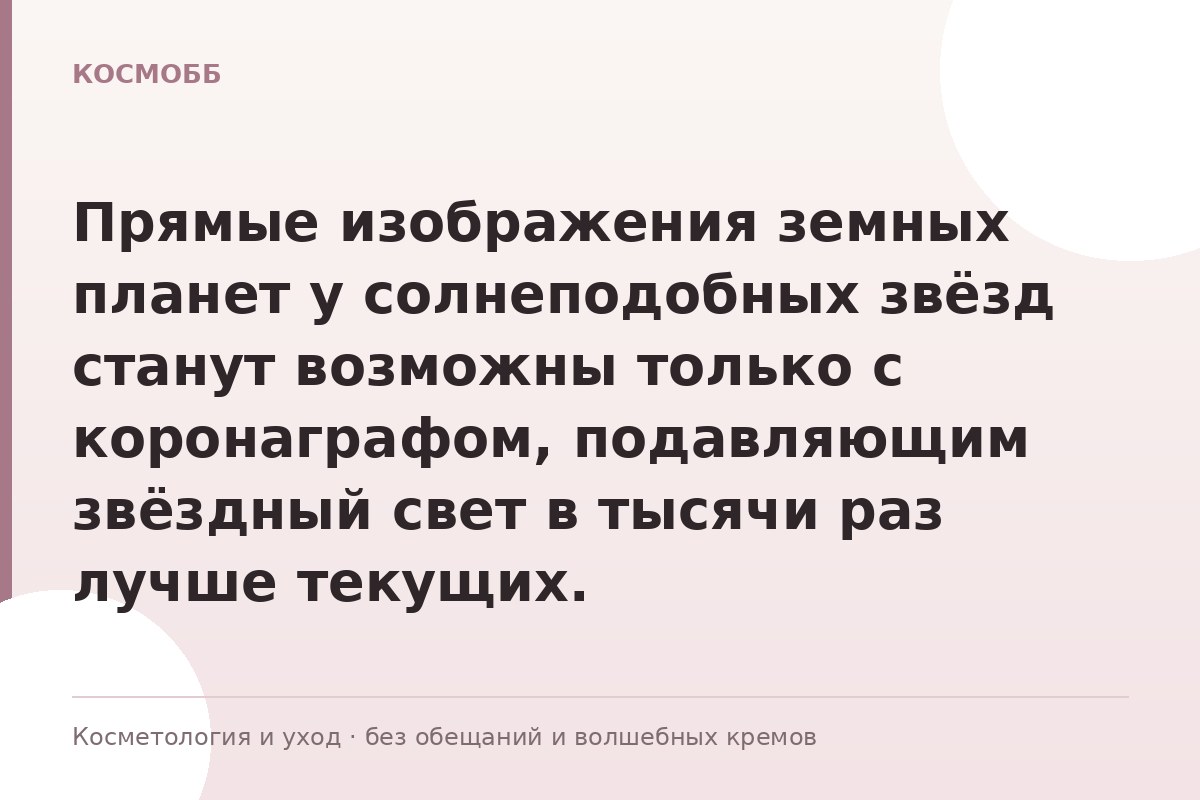 КОСМОББ
Прямые изображения земных
планет у солнеподобных звёзд
станут возможны только с
коронаграфом, подавляющим
звёздный свет в тысячи раз
лучше текущих.
Косметология и уход · без обещаний и волшебных кремов